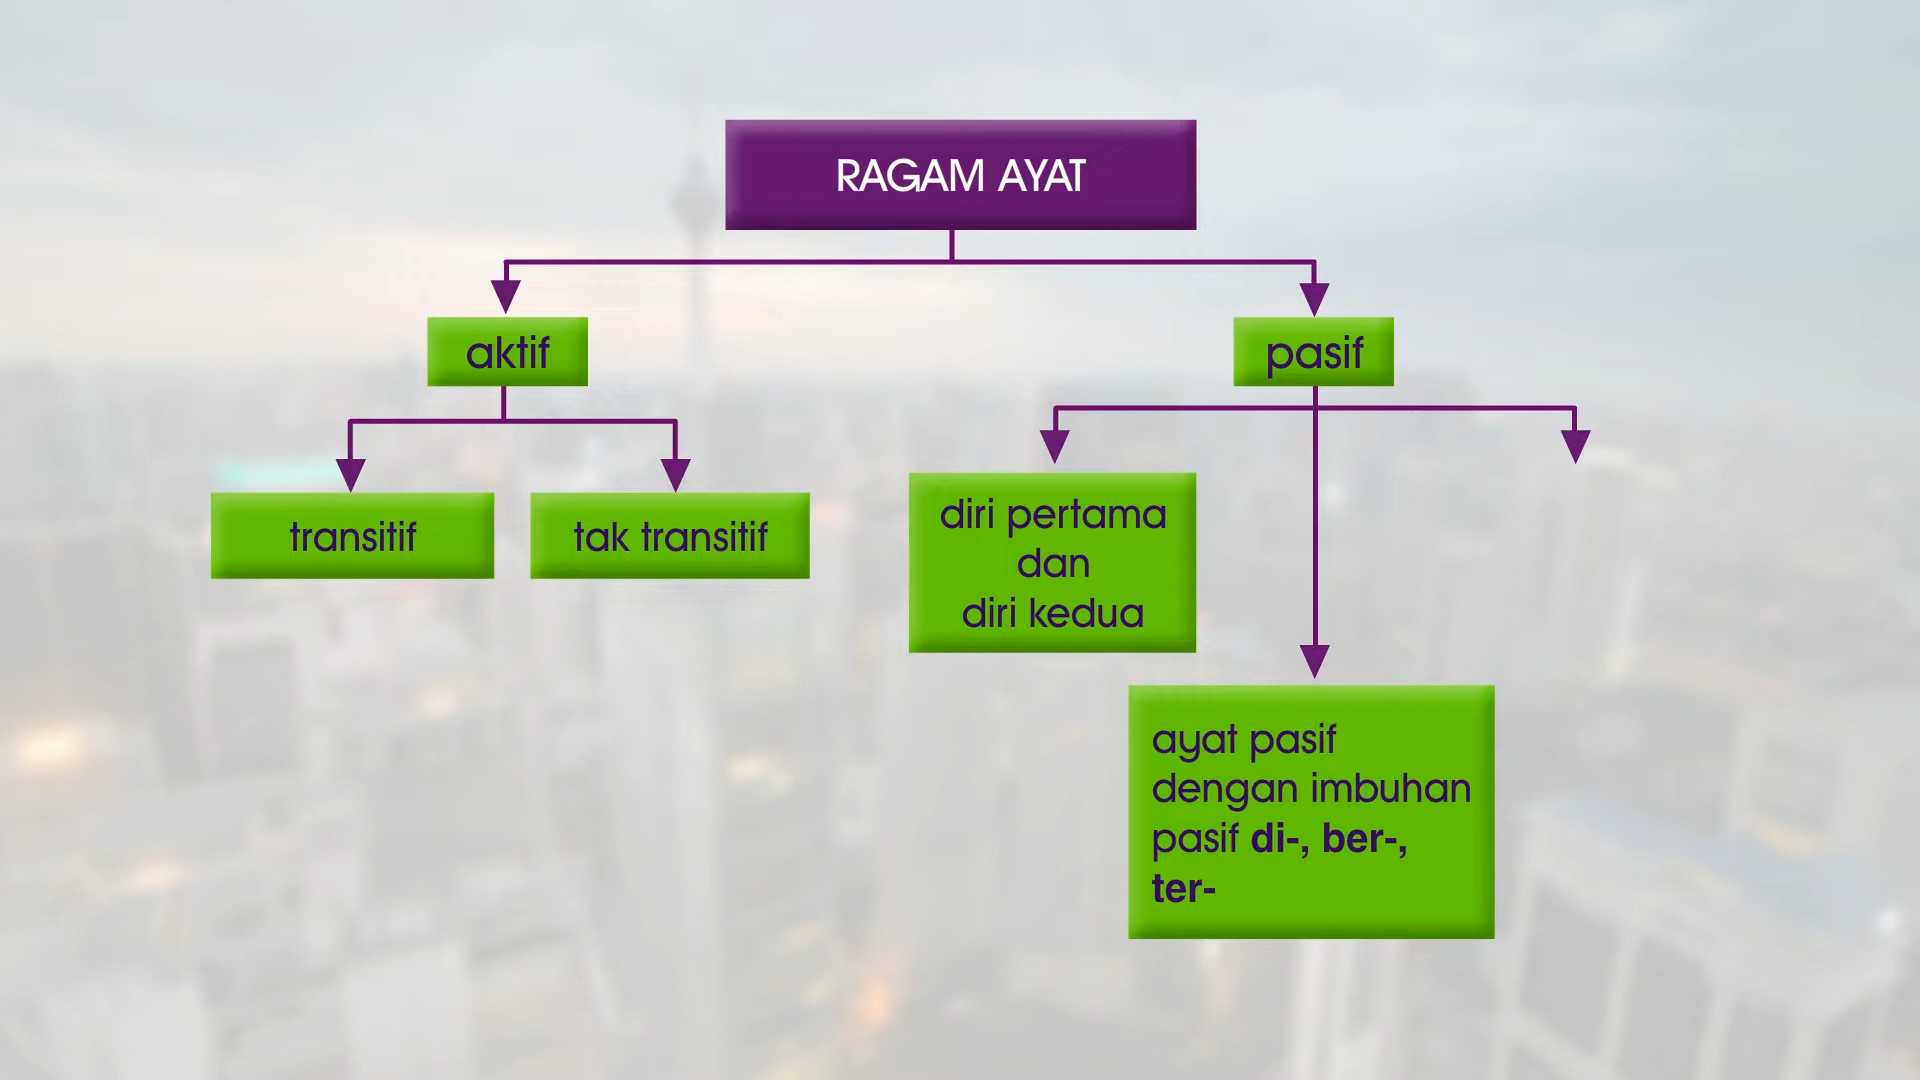 RAGAM AYAT
aktif
pasif
transitif
tak transitif
diri pertama
dan
diri kedua
ayat pasif
dengan imbuhan
pasif di-, ber-,
ter-